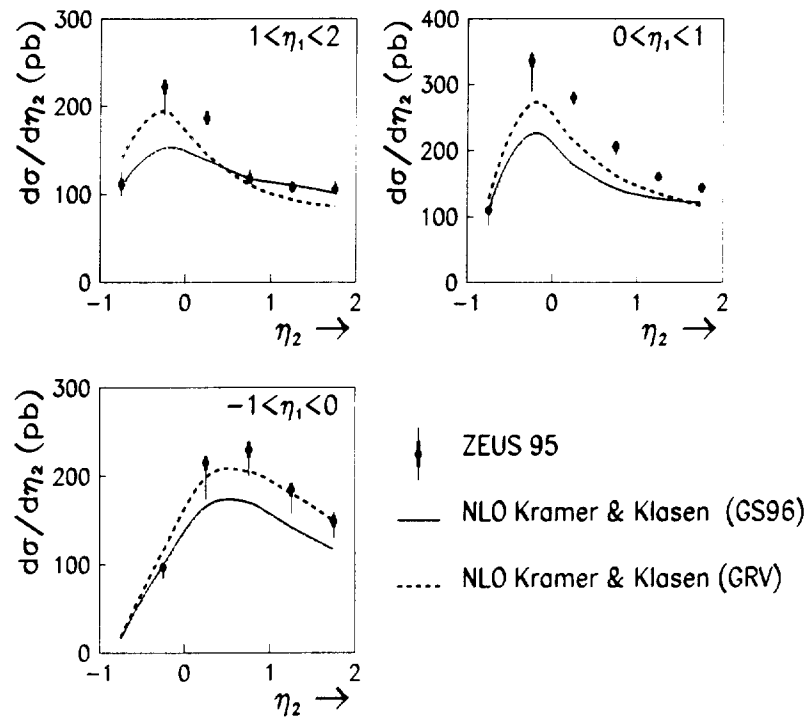 dσ/dη₂ (pb)
300
200
100
0
1<η₁<2
-1
0
1
2
η₂ →
dσ/dη₂ (pb)
400
300
200
100
0
0<η₁<1
-1
0
1
2
η₂ →
dσ/dη₂ (pb)
300
200
100
0
-1<η₁<0
-1
0
1
2
η₂ →
ZEUS 95
NLO Kramer & Klasen (GS96)
NLO Kramer & Klasen (GRV)